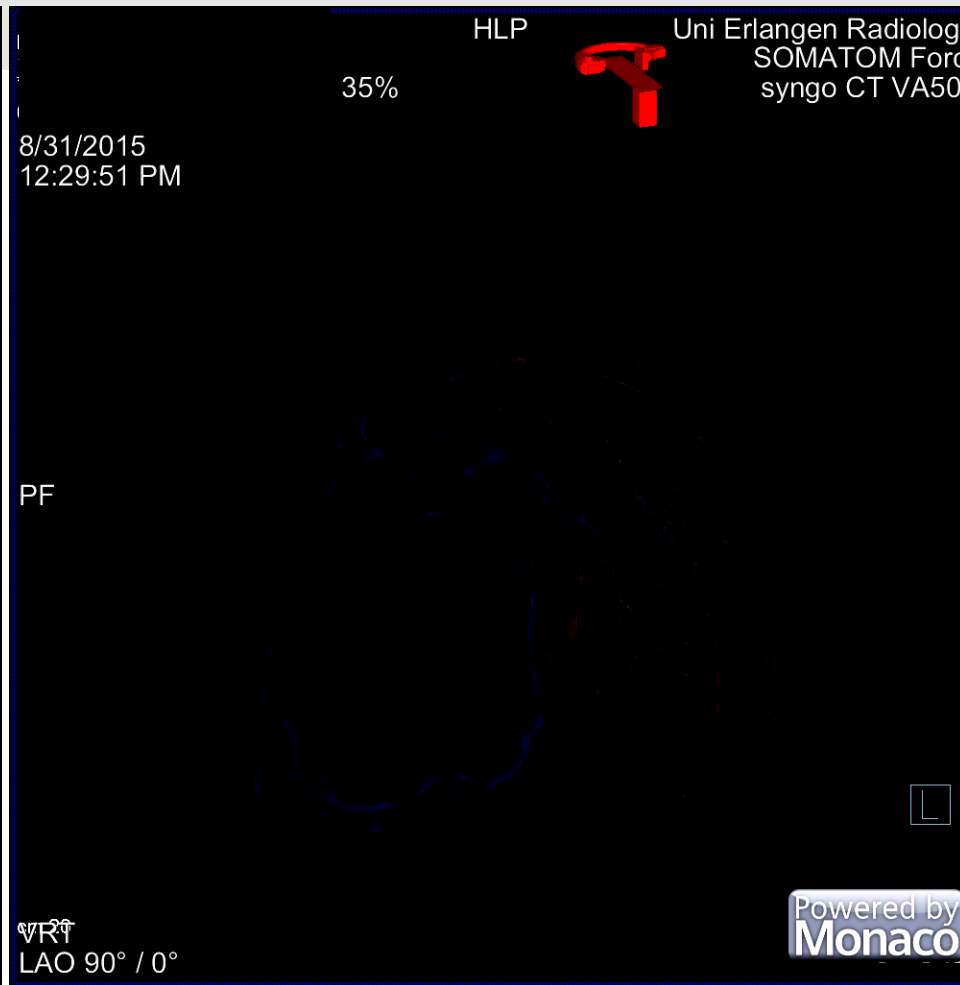 HLP
Uni Erlangen Radiolog
SOMATOM Forc
35%
syngo CT VA50
8/31/2015
12:29:51 PM
PF
L
Powered by
Monaco
VRT
LAO 90° / 0°